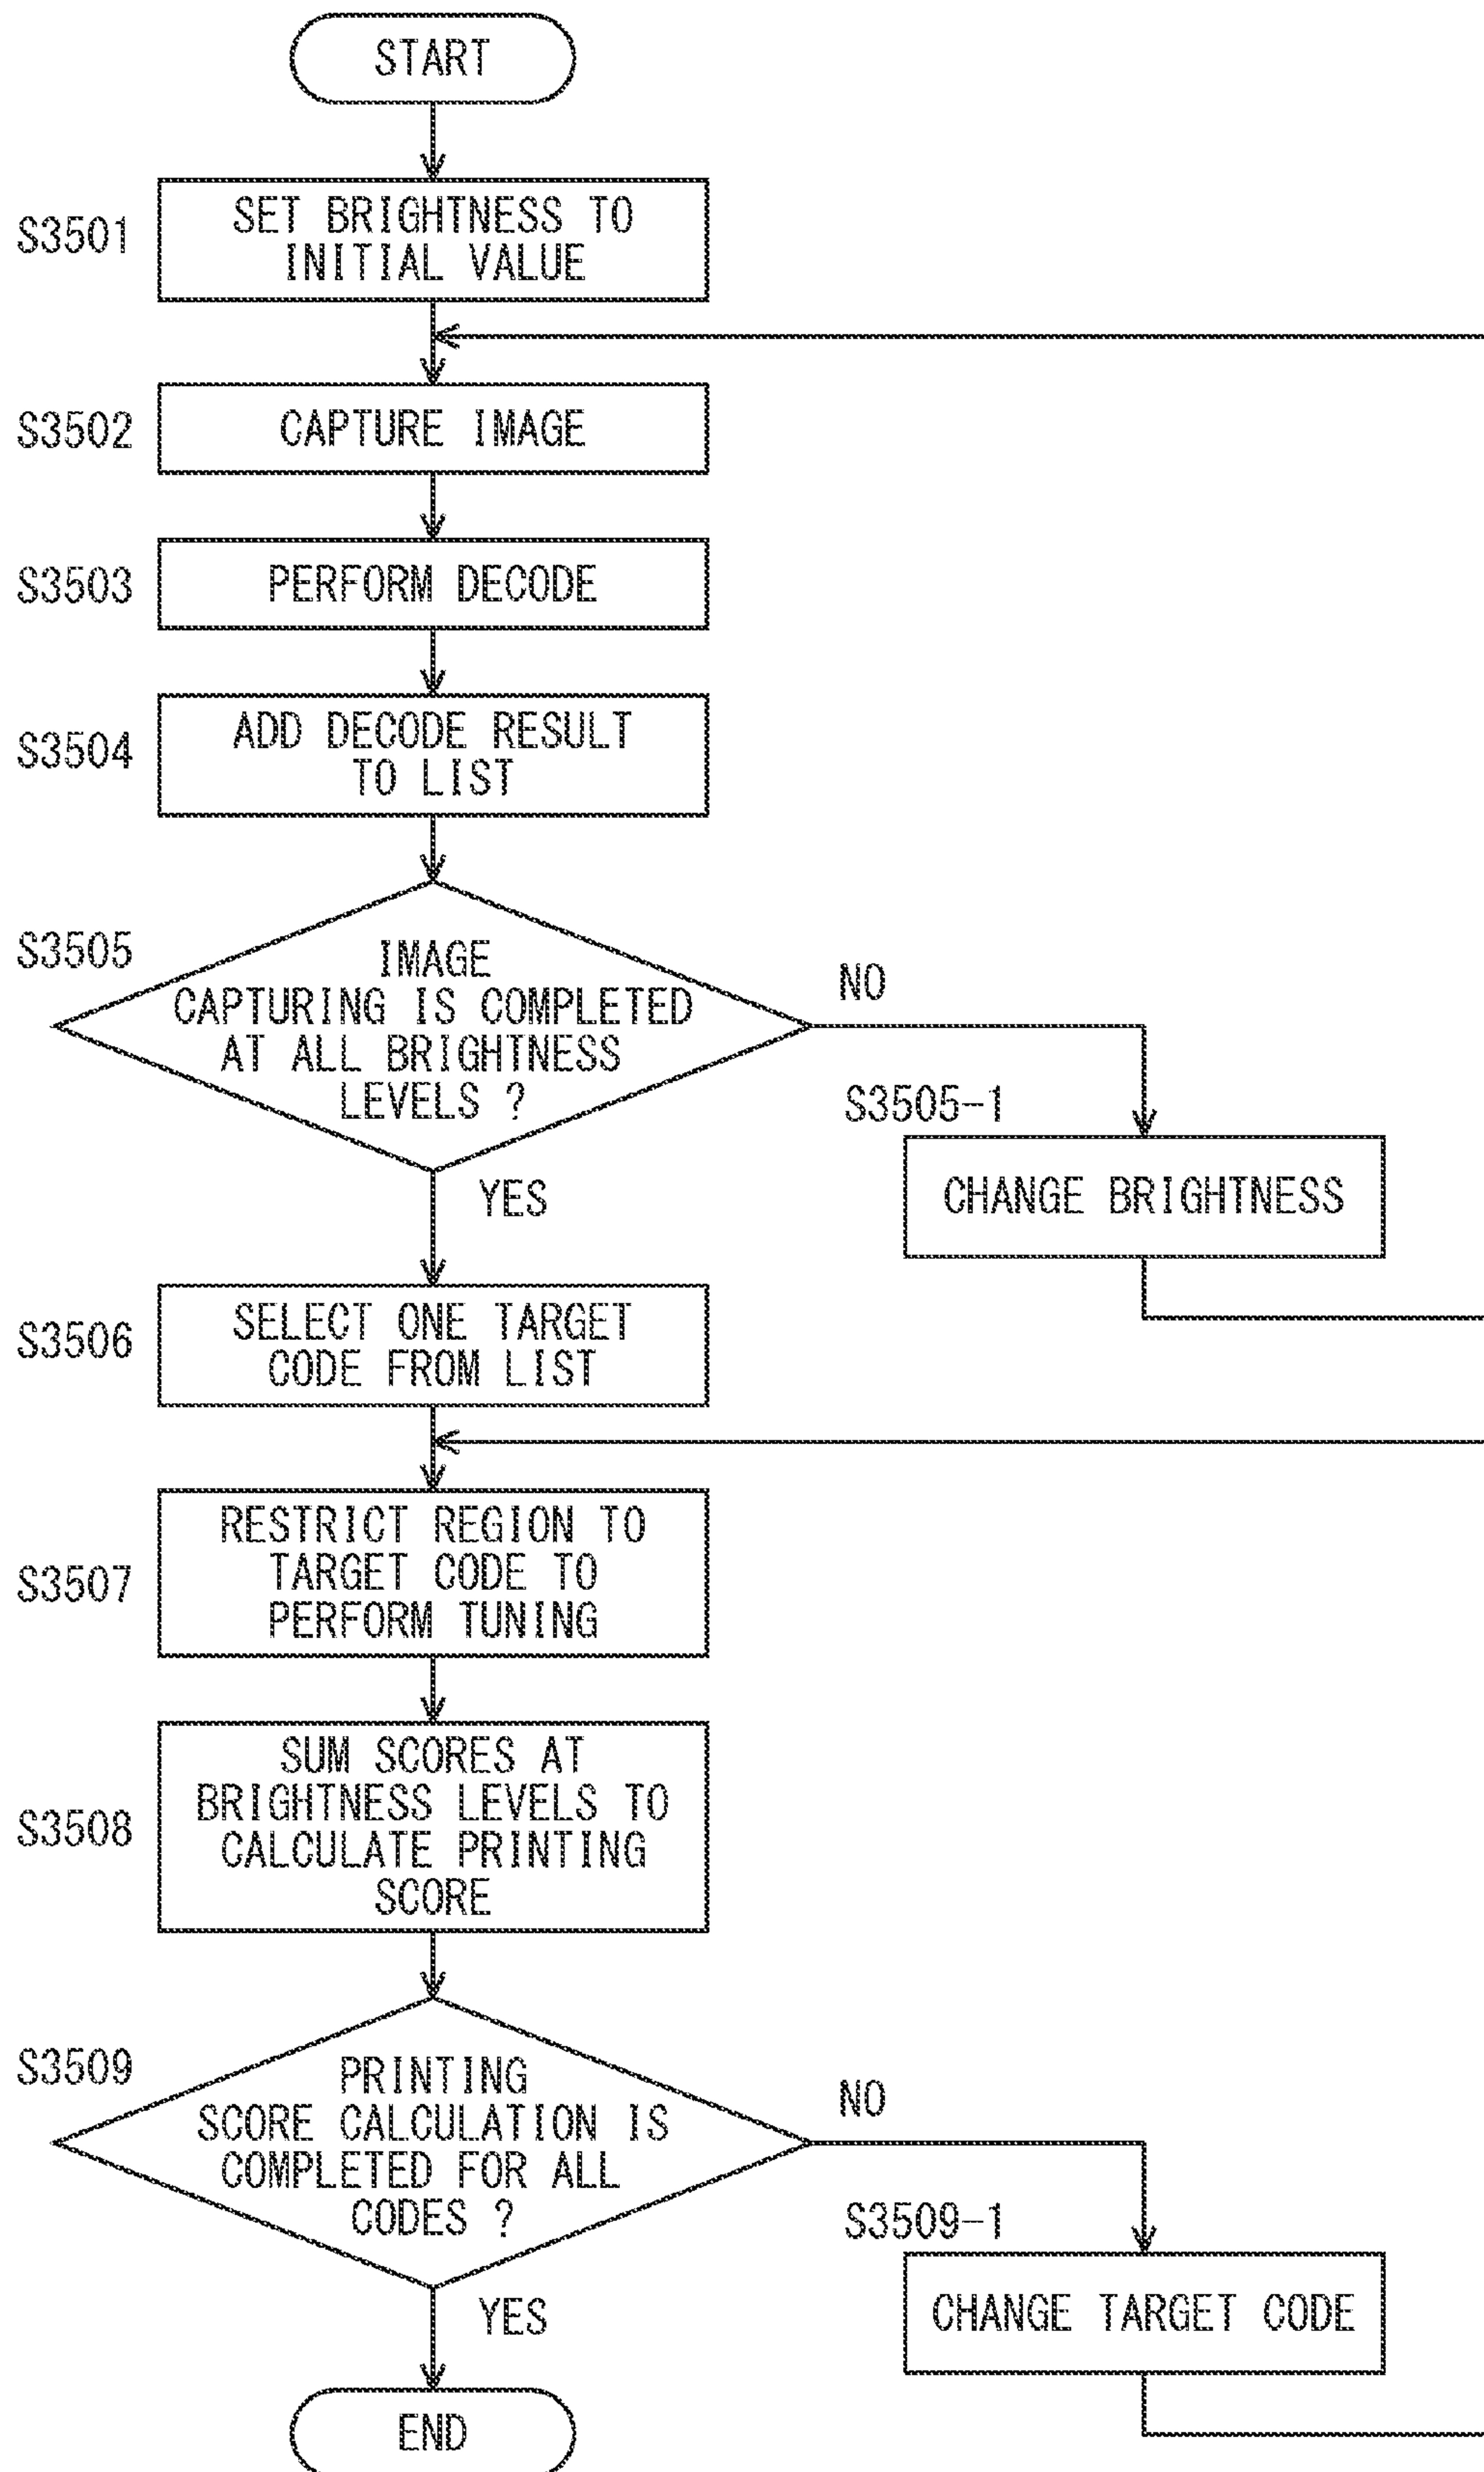 START
S3501
SET BRIGHTNESS TO
INITIAL VALUE
S3502
CAPTURE IMAGE
S3503
PERFORM DECODE
S3504
ADD DECODE RESULT
TO LIST
S3505
IMAGE
CAPTURING IS COMPLETED
AT ALL BRIGHTNESS
LEVELS ?
NO
S3505-1
CHANGE BRIGHTNESS
YES
S3506
SELECT ONE TARGET
CODE FROM LIST
S3507
RESTRICT REGION TO
TARGET CODE TO
PERFORM TUNING
S3508
SUM SCORES AT
BRIGHTNESS LEVELS TO
CALCULATE PRINTING
SCORE
S3509
PRINTING
SCORE CALCULATION IS
COMPLETED FOR ALL
CODES ?
NO
S3509-1
CHANGE TARGET CODE
YES
END